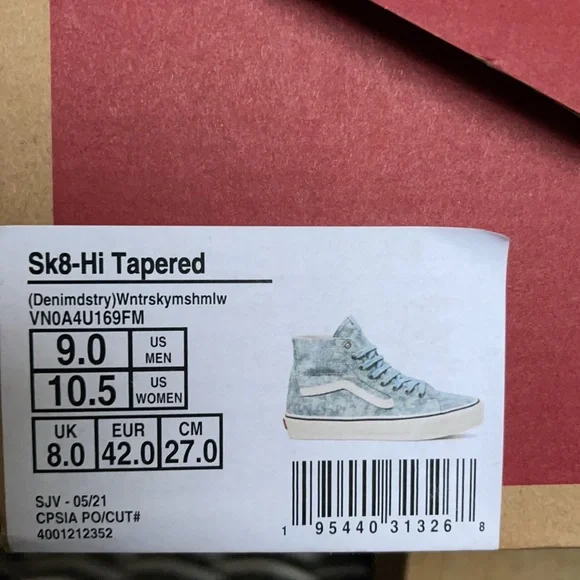 Sk8-Hi Tapered
(Denimdstry)Wntrskymshmlw
VN0A4U169FM
9.0 US MEN
10.5 US WOMEN
UK EUR CM
8.0 42.0 27.0
SJV - 05/21
CPSIA PO/CUT#
4001212352
1 95440 31326 8